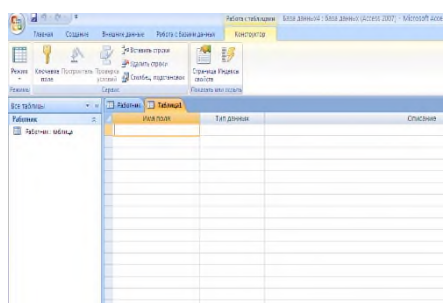 Работа с таблицами
База данных4 : база данных (Access 2007) - Microsoft Acce
Главная Создание Внешние данные Работа с базами данных Конструктор
Режим
Ключевое поле
Построитель
Проверка условий
Вставить строки
Удалить строки
Столбец подстановок
Страница свойств
Индексы
Режимы Сервис Показать или скрыть
Все таблицы
Работник Таблица1
Работник
Работник : таблица
Имя поля Тип данных Описание